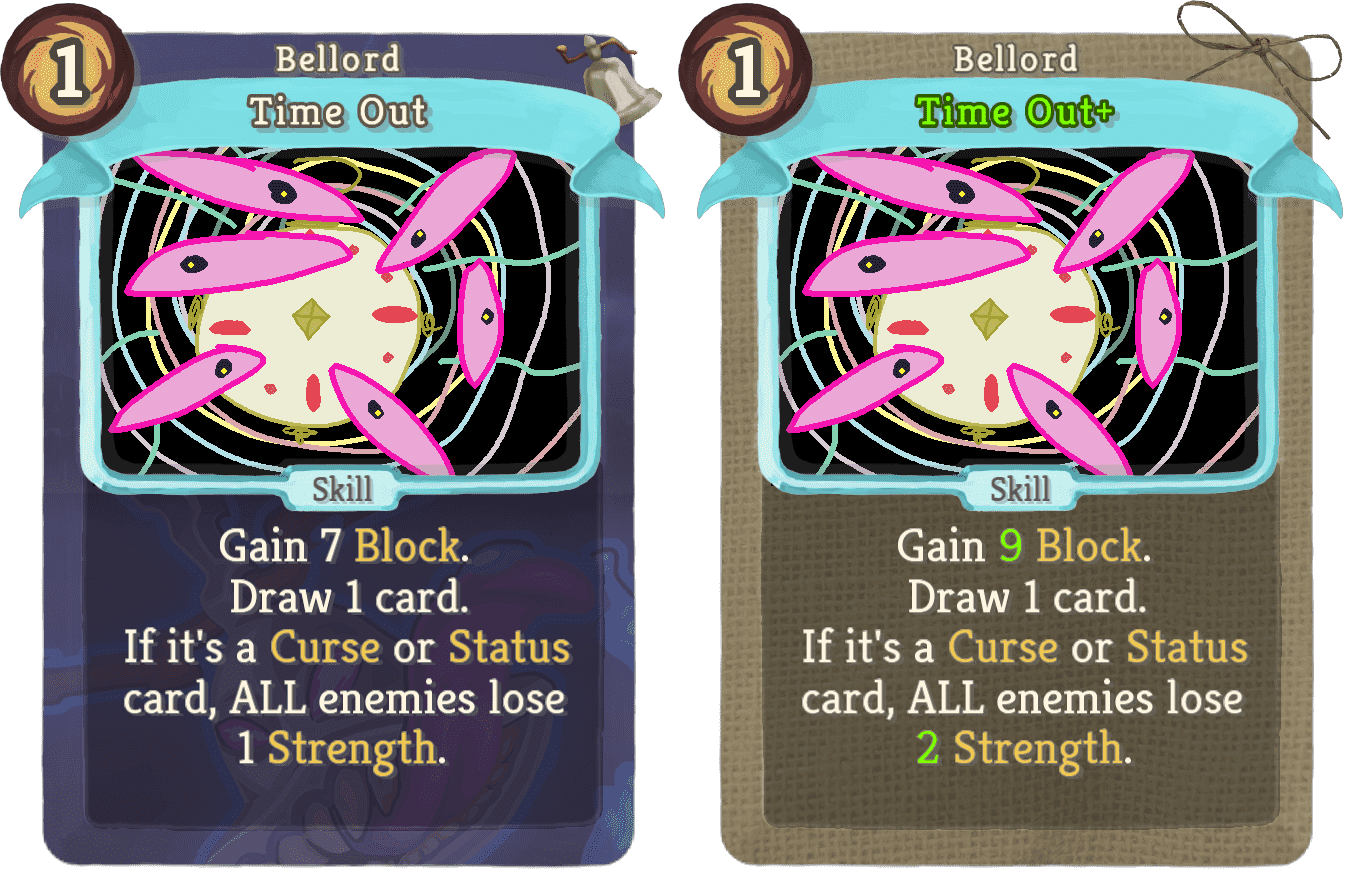 1
Bellord
Time Out
Skill
Gain 7 Block.
Draw 1 card.
If it's a Curse or Status
card, ALL enemies lose
1 Strength.
1
Bellord
Time Out+
Skill
Gain 9 Block.
Draw 1 card.
If it's a Curse or Status
card, ALL enemies lose
2 Strength.